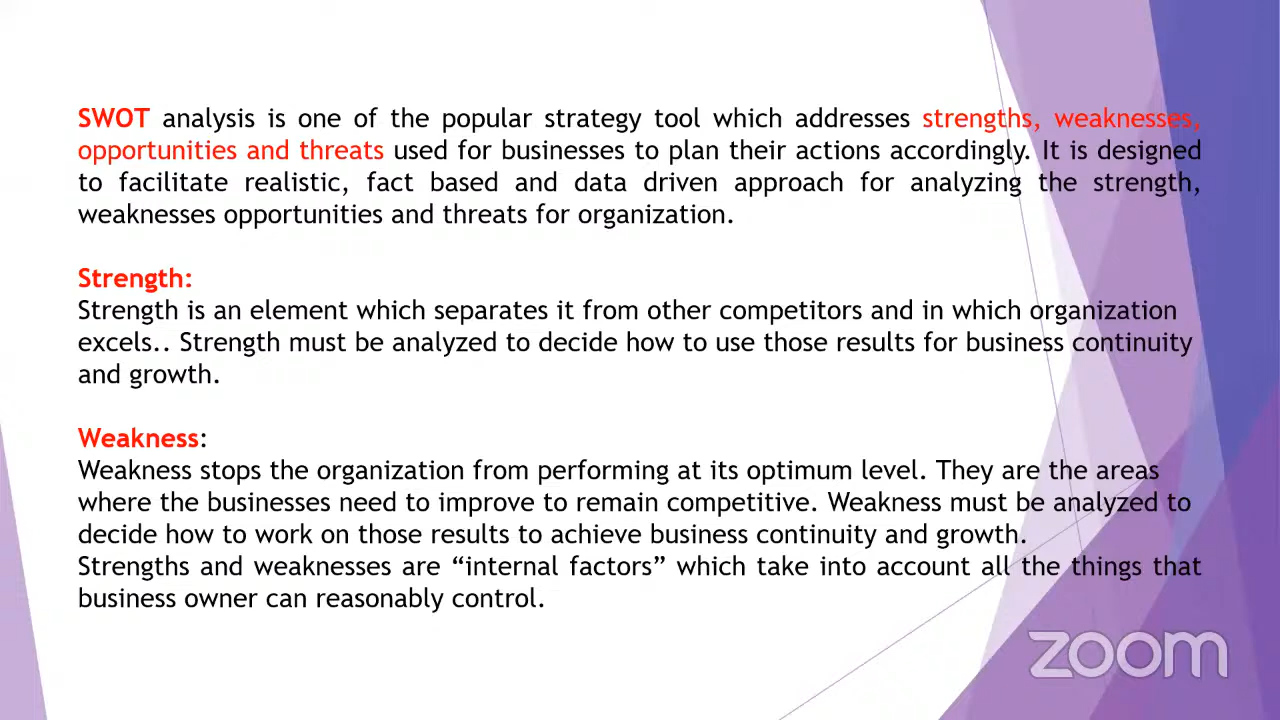 SWOT analysis is one of the popular strategy tool which addresses strengths, weaknesses,
opportunities and threats used for businesses to plan their actions accordingly. It is designed
to facilitate realistic, fact based and data driven approach for analyzing the strength,
weaknesses opportunities and threats for organization.
Strength:
Strength is an element which separates it from other competitors and in which organization
excels.. Strength must be analyzed to decide how to use those results for business continuity
and growth.
Weakness:
Weakness stops the organization from performing at its optimum level. They are the areas
where the businesses need to improve to remain competitive. Weakness must be analyzed to
decide how to work on those results to achieve business continuity and growth.
Strengths and weaknesses are “internal factors” which take into account all the things that
business owner can reasonably control.
zoom